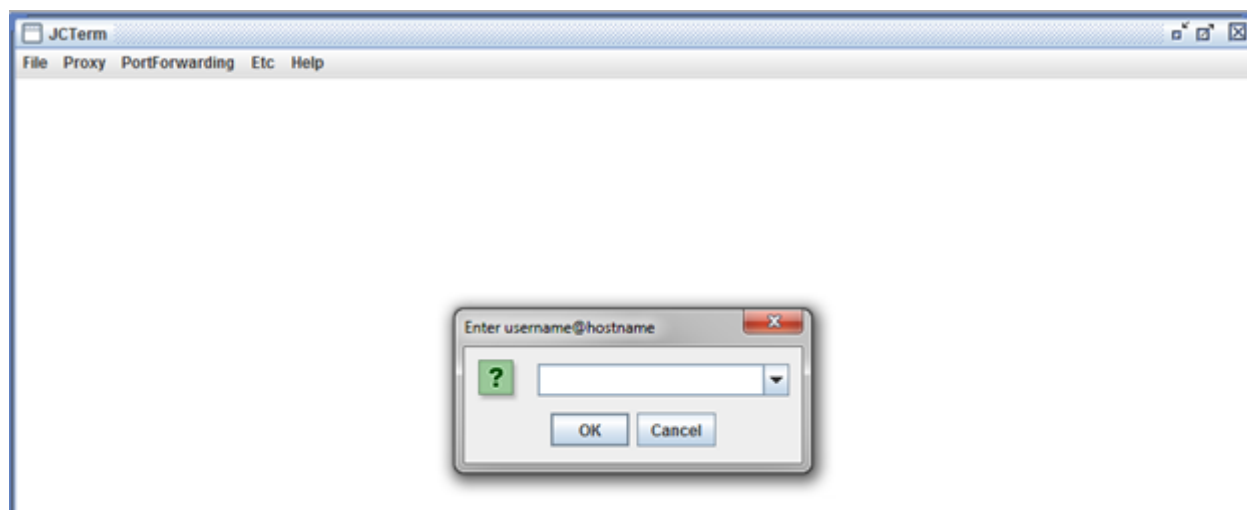 JCTerm
File Proxy PortForwarding Etc Help
Enter username@hostname
?
OK Cancel